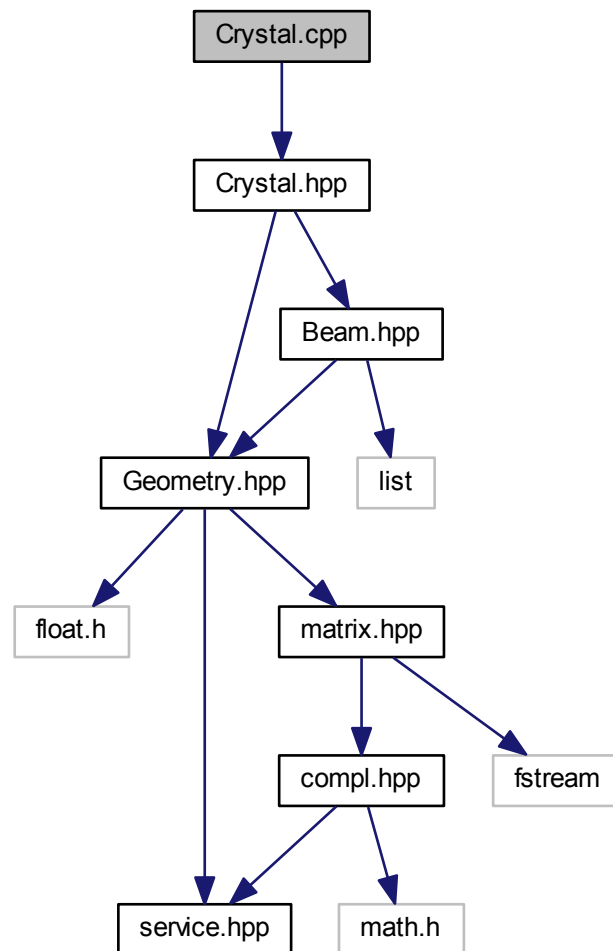 Crystal.cpp
Crystal.hpp
Beam.hpp
Geometry.hpp
list
float.h
matrix.hpp
compl.hpp
fstream
service.hpp
math.h